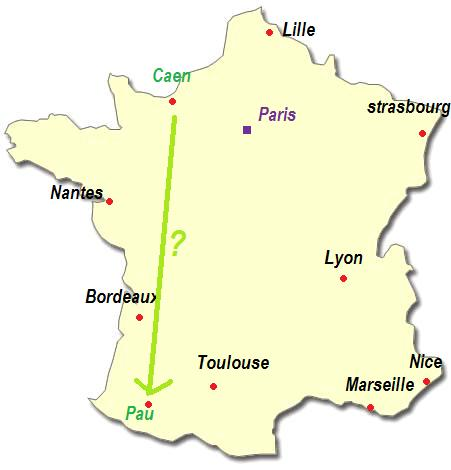 Lille
Caen
Paris
strasbourg
Nantes
?
Lyon
Bordeaux
Toulouse
Nice
Marseille
Pau